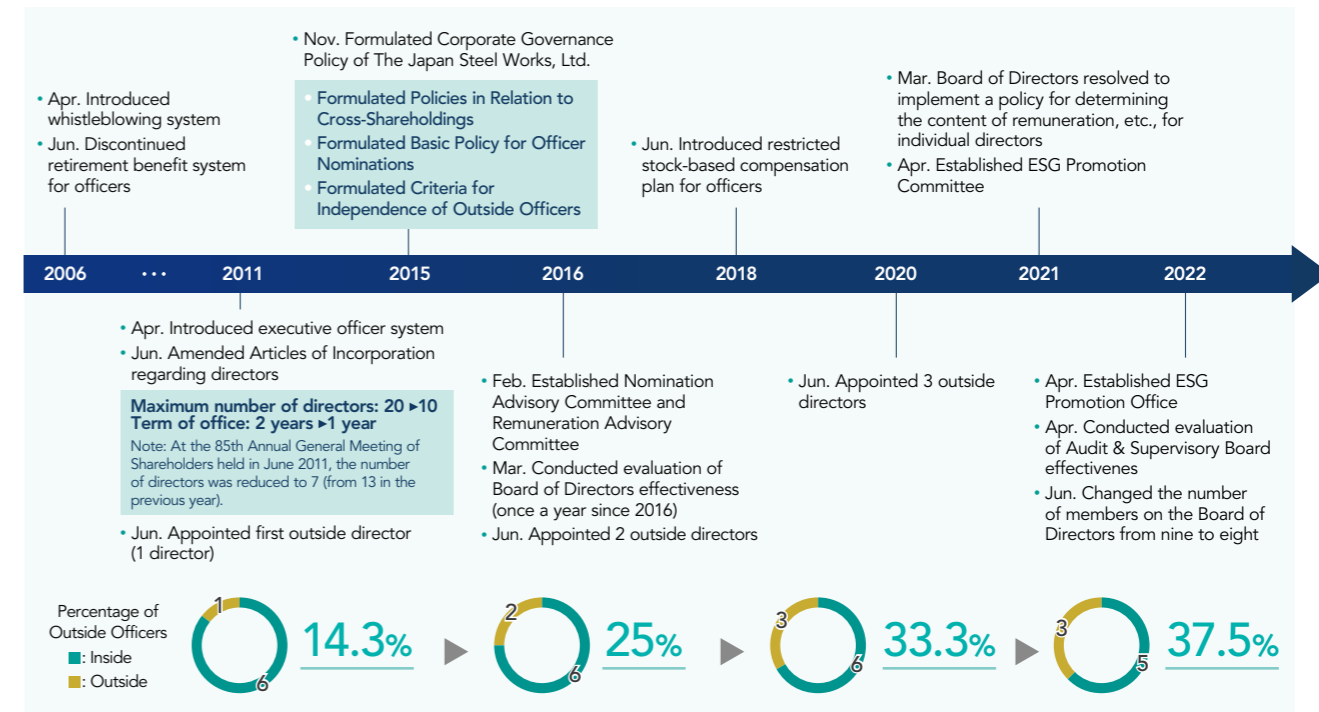 • Apr. Introduced
whistleblowing system
• Jun. Discontinued
retirement benefit system
for officers
• Nov. Formulated Corporate Governance
Policy of The Japan Steel Works, Ltd.
• Formulated Policies in Relation to
Cross-Shareholdings
• Formulated Basic Policy for Officer
Nominations
• Formulated Criteria for
Independence of Outside Officers
• Jun. Introduced restricted
stock-based compensation
plan for officers
• Mar. Board of Directors resolved to
implement a policy for determining
the content of remuneration, etc., for
individual directors
• Apr. Established ESG Promotion
Committee
2006 ... 2011 2015 2016 2018 2020 2021 2022
• Apr. Introduced executive officer system
• Jun. Amended Articles of Incorporation
regarding directors
Maximum number of directors: 20 ▸10
Term of office: 2 years ▸1 year
Note: At the 85th Annual General Meeting of
Shareholders held in June 2011, the number
of directors was reduced to 7 (from 13 in the
previous year).
• Jun. Appointed first outside director
(1 director)
• Feb. Established Nomination
Advisory Committee and
Remuneration Advisory
Committee
• Mar. Conducted evaluation of
Board of Directors effectiveness
(once a year since 2016)
• Jun. Appointed 2 outside directors
• Jun. Appointed 3 outside
directors
• Apr. Established ESG
Promotion Office
• Apr. Conducted evaluation
of Audit & Supervisory Board
effectivenes
• Jun. Changed the number
of members on the Board of
Directors from nine to eight
Percentage of
Outside Officers
: Inside
: Outside
1
6
14.3%
2
6
25%
3
6
33.3%
3
5
37.5%